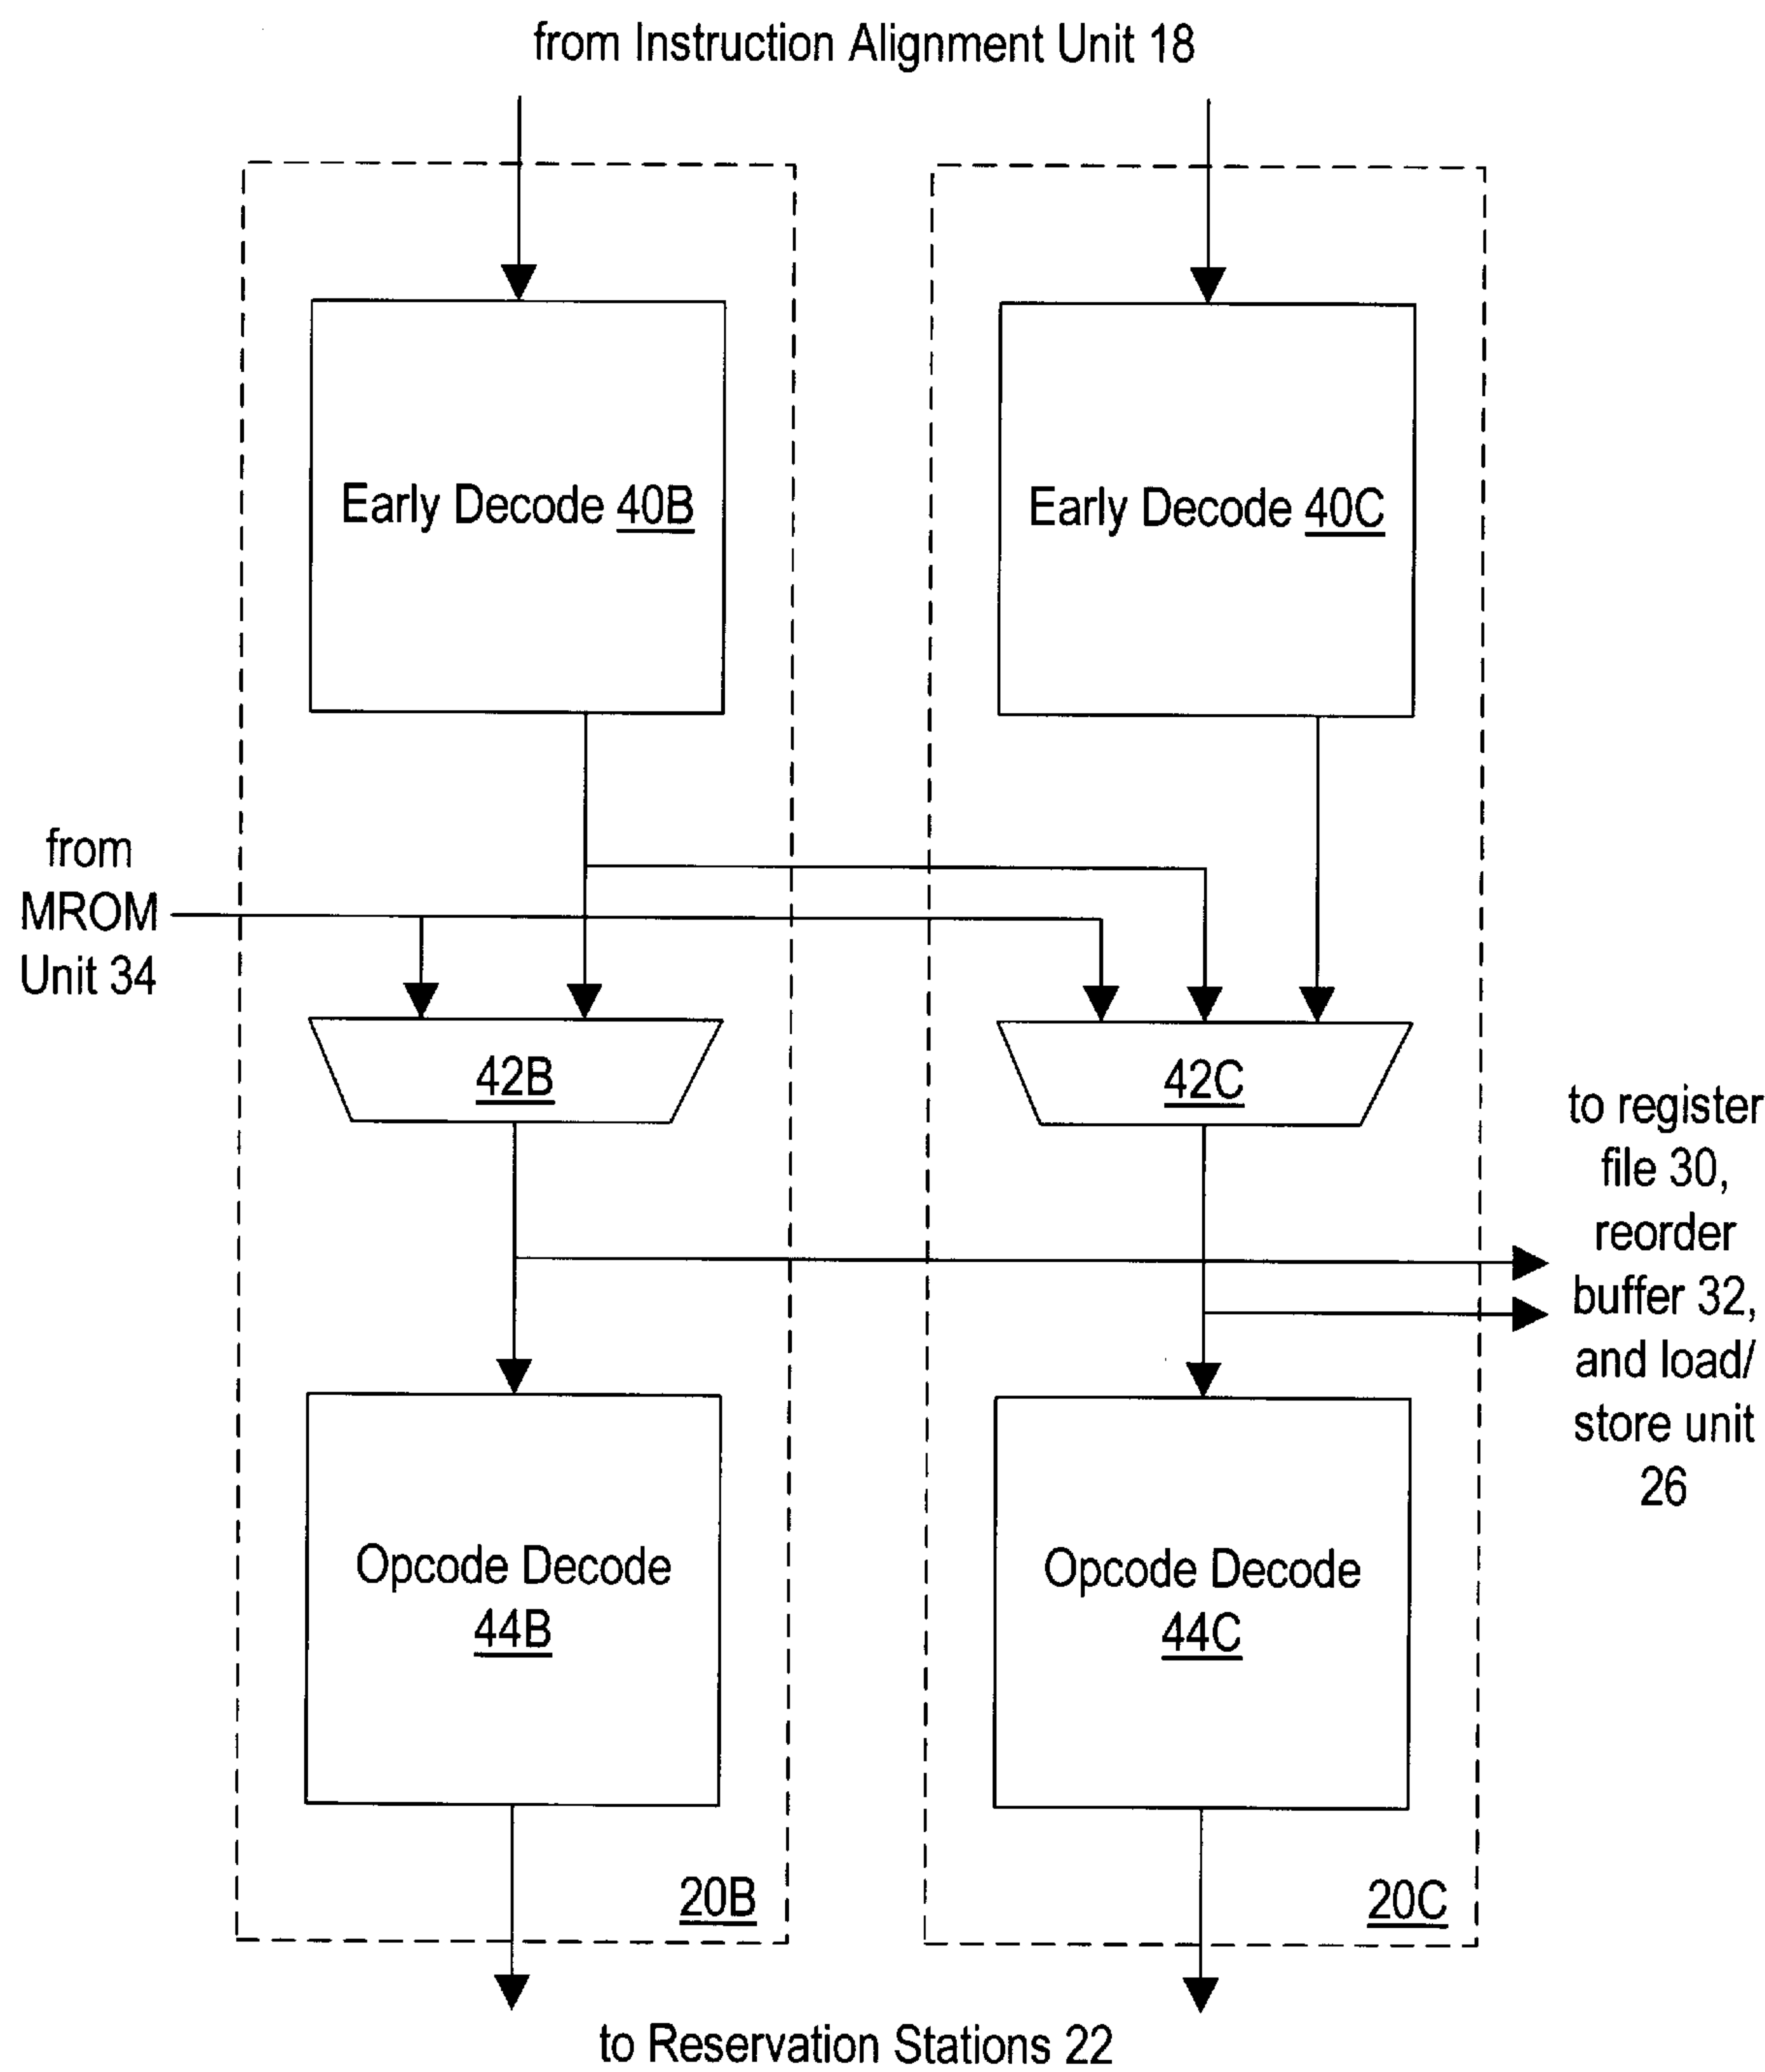 from Instruction Alignment Unit 18
Early Decode 40B
Early Decode 40C
from
MROM
Unit 34
42B
42C
to register
file 30,
reorder
buffer 32,
and load/
store unit
26
Opcode Decode
44B
Opcode Decode
44C
20B
20C
to Reservation Stations 22